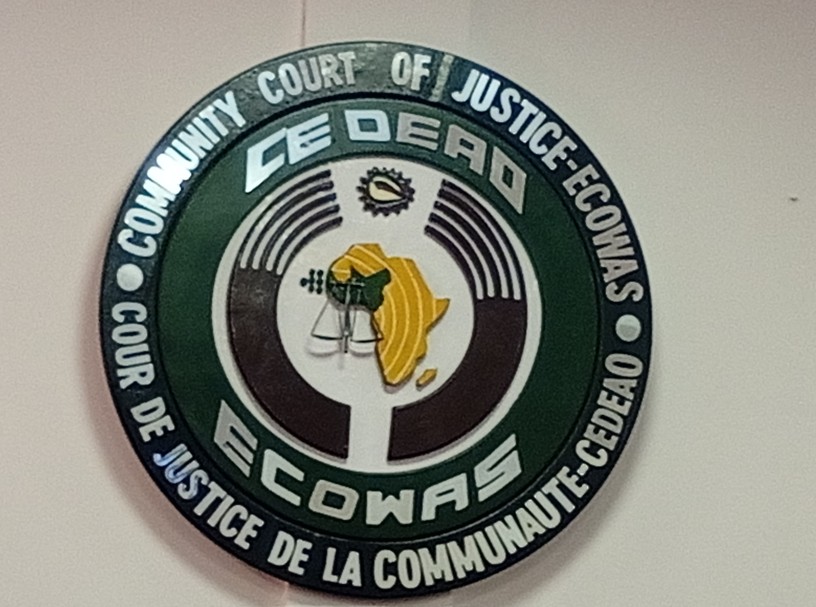 COMMUNITY COURT OF JUSTICE-ECOWAS
CEDEAO
ECOWAS
COUR DE JUSTICE DE LA COMMUNAUTE-CEDEAO